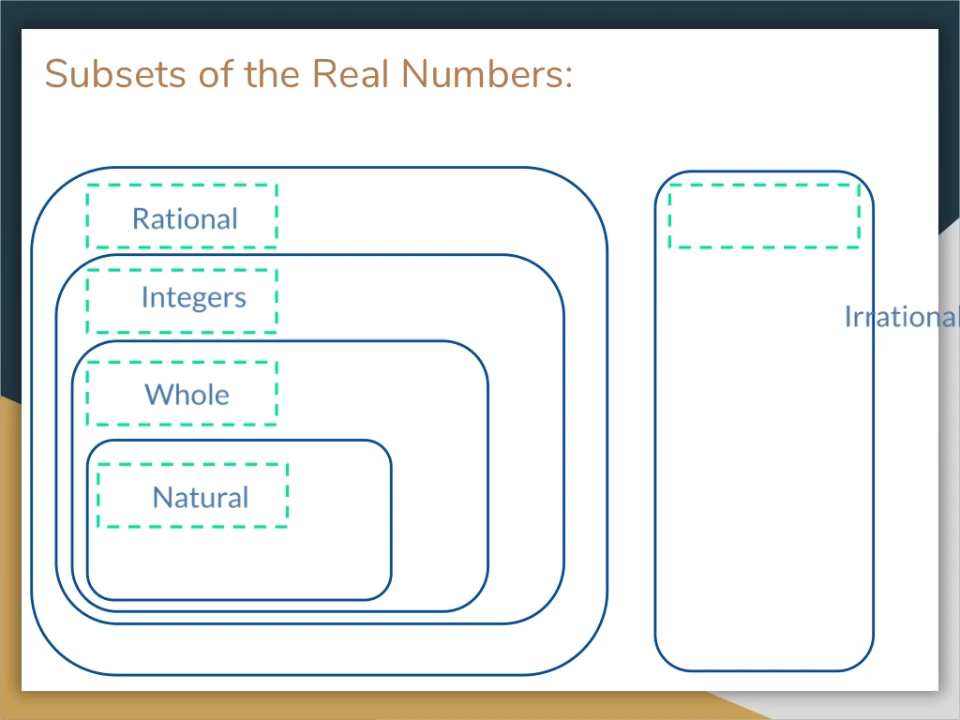 Subsets of the Real Numbers:
Rational
Integers
Irrational
Whole
Natural